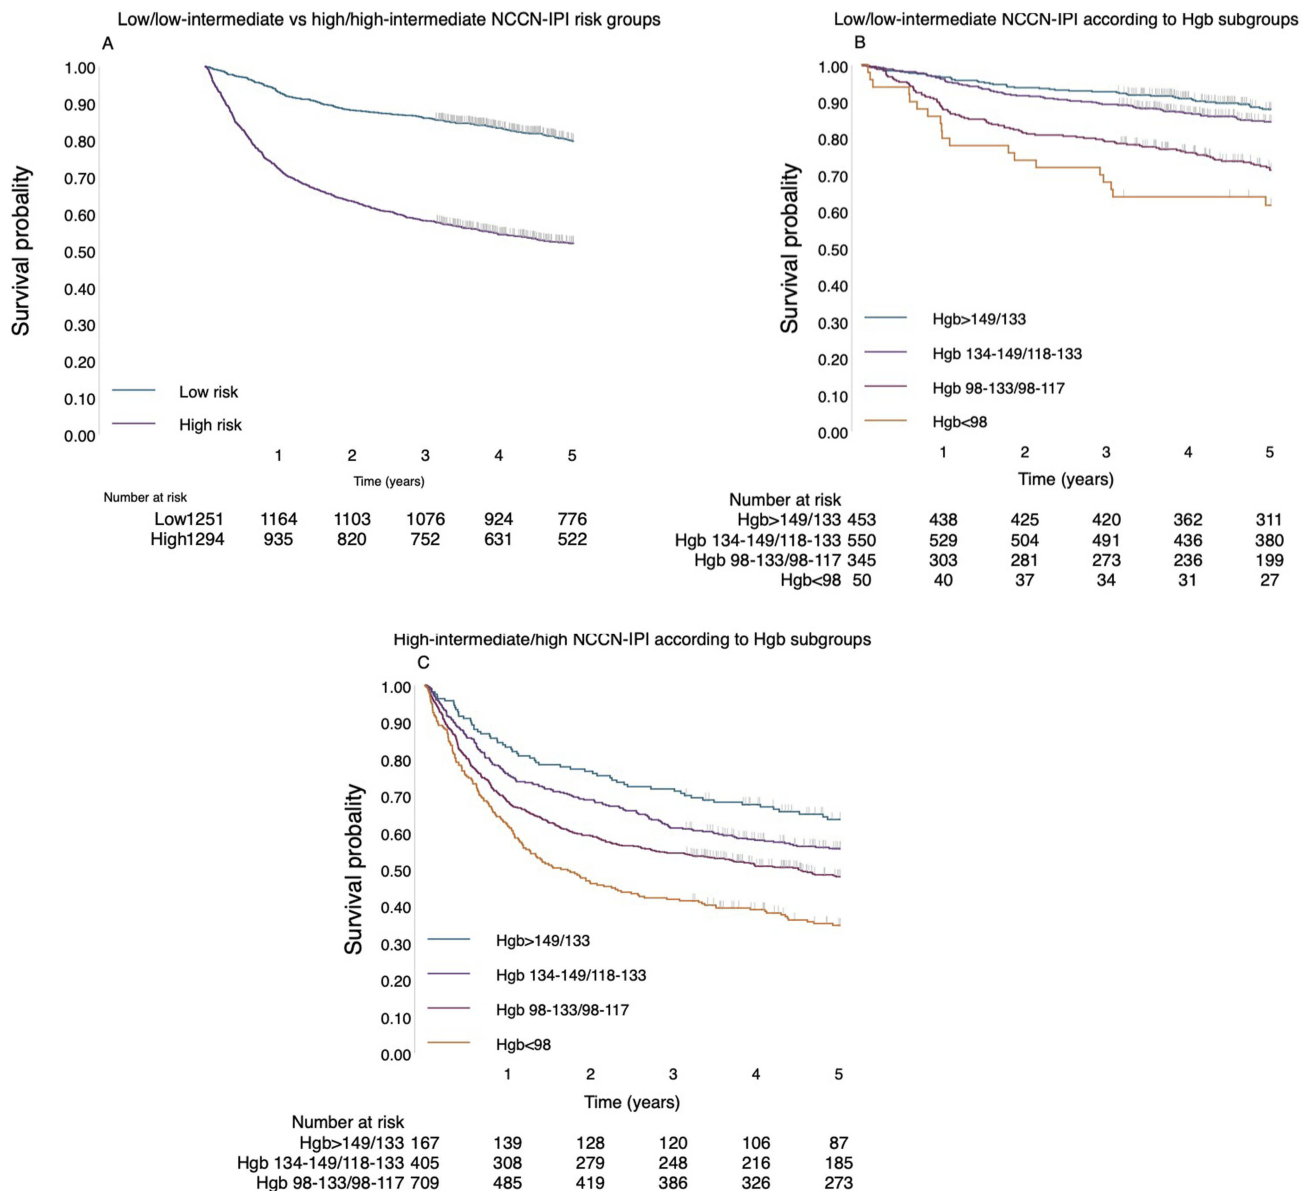 Low/low-intermediate vs high/high-intermediate NCCN-IPI risk groups
A
Survival probality
1.00
0.90
0.80
0.70
0.60
0.50
0.40
0.30
0.20
0.10
0.00
Low risk
High risk
1 2 3 4 5
Time (years)
Number at risk
Low1251 1164 1103 1076 924 776
High1294 935 820 752 631 522
Low/low-intermediate NCCN-IPI according to Hgb subgroups
B
Survival probality
1.00
0.90
0.80
0.70
0.60
0.50
0.40
0.30
0.20
0.10
0.00
Hgb>149/133
Hgb 134-149/118-133
Hgb 98-133/98-117
Hgb<98
1 2 3 4 5
Time (years)
Number at risk
Hgb>149/133 453 438 425 420 362 311
Hgb 134-149/118-133 550 529 504 491 436 380
Hgb 98-133/98-117 345 303 281 273 236 199
Hgb<98 50 40 37 34 31 27
High-intermediate/high NCCN-IPI according to Hgb subgroups
C
Survival probality
1.00
0.90
0.80
0.70
0.60
0.50
0.40
0.30
0.20
0.10
0.00
Hgb>149/133
Hgb 134-149/118-133
Hgb 98-133/98-117
Hgb<98
1 2 3 4 5
Time (years)
Number at risk
Hgb>149/133 167 139 128 120 106 87
Hgb 134-149/118-133 405 308 279 248 216 185
Hgb 98-133/98-117 709 485 419 386 326 273